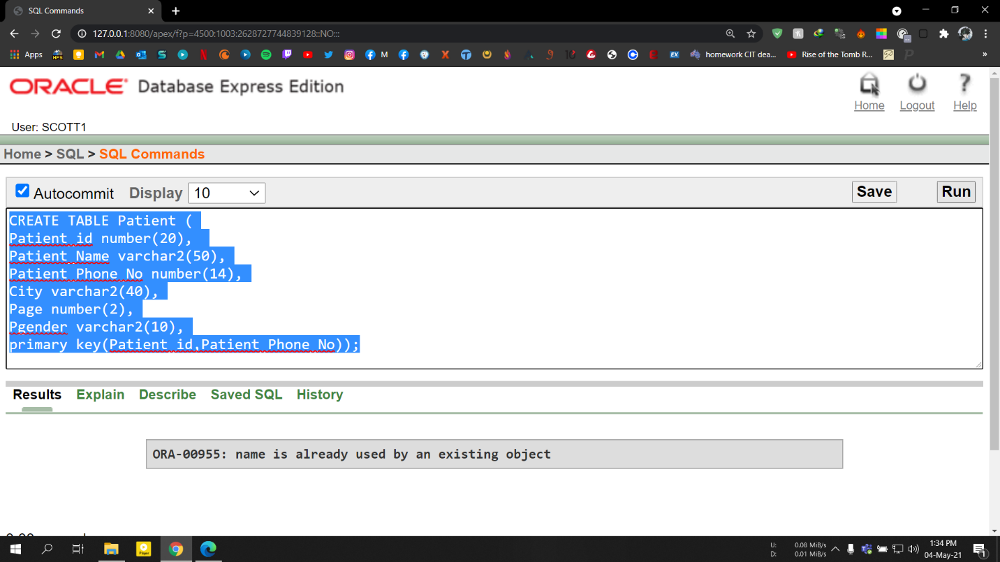 SQL Commands
127.0.0.1:8080/apex/f?p=4500:1003:2628727744839128::NO:::
Apps
M
EX
homework CIT dea...
Rise of the Tomb R...
»
ORACLE® Database Express Edition
Home Logout Help
User: SCOTT1
Home > SQL > SQL Commands
Autocommit Display 10 Save Run
CREATE TABLE Patient (
Patient_id number(20),
Patient_Name varchar2(50),
Patient_Phone_No number(14),
City varchar2(40),
Page number(2),
Pgender varchar2(10),
primary key(Patient_id,Patient_Phone_No));
Results Explain Describe Saved SQL History
ORA-00955: name is already used by an existing object
U: 0.08 MiB/s
D: 0.01 MiB/s
1:34 PM
04-May-21
1